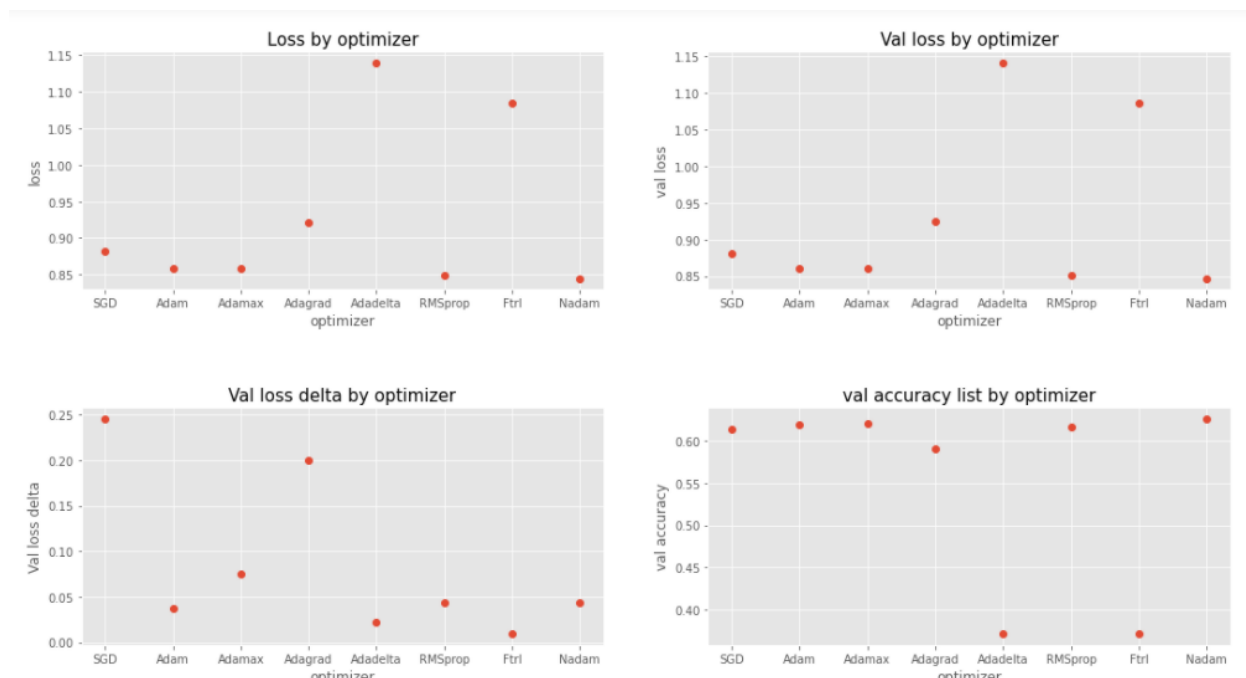 Loss by optimizer
1.15
1.10
1.05
1.00
0.95
0.90
0.85
loss
SGD Adam Adamax Adagrad Adadelta RMSprop Ftrl Nadam
optimizer
Val loss by optimizer
1.15
1.10
1.05
1.00
0.95
0.90
0.85
val loss
SGD Adam Adamax Adagrad Adadelta RMSprop Ftrl Nadam
optimizer
Val loss delta by optimizer
0.25
0.20
0.15
0.10
0.05
0.00
Val loss delta
SGD Adam Adamax Adagrad Adadelta RMSprop Ftrl Nadam
optimizer
val accuracy list by optimizer
0.60
0.55
0.50
0.45
0.40
val accuracy
SGD Adam Adamax Adagrad Adadelta RMSprop Ftrl Nadam
optimizer